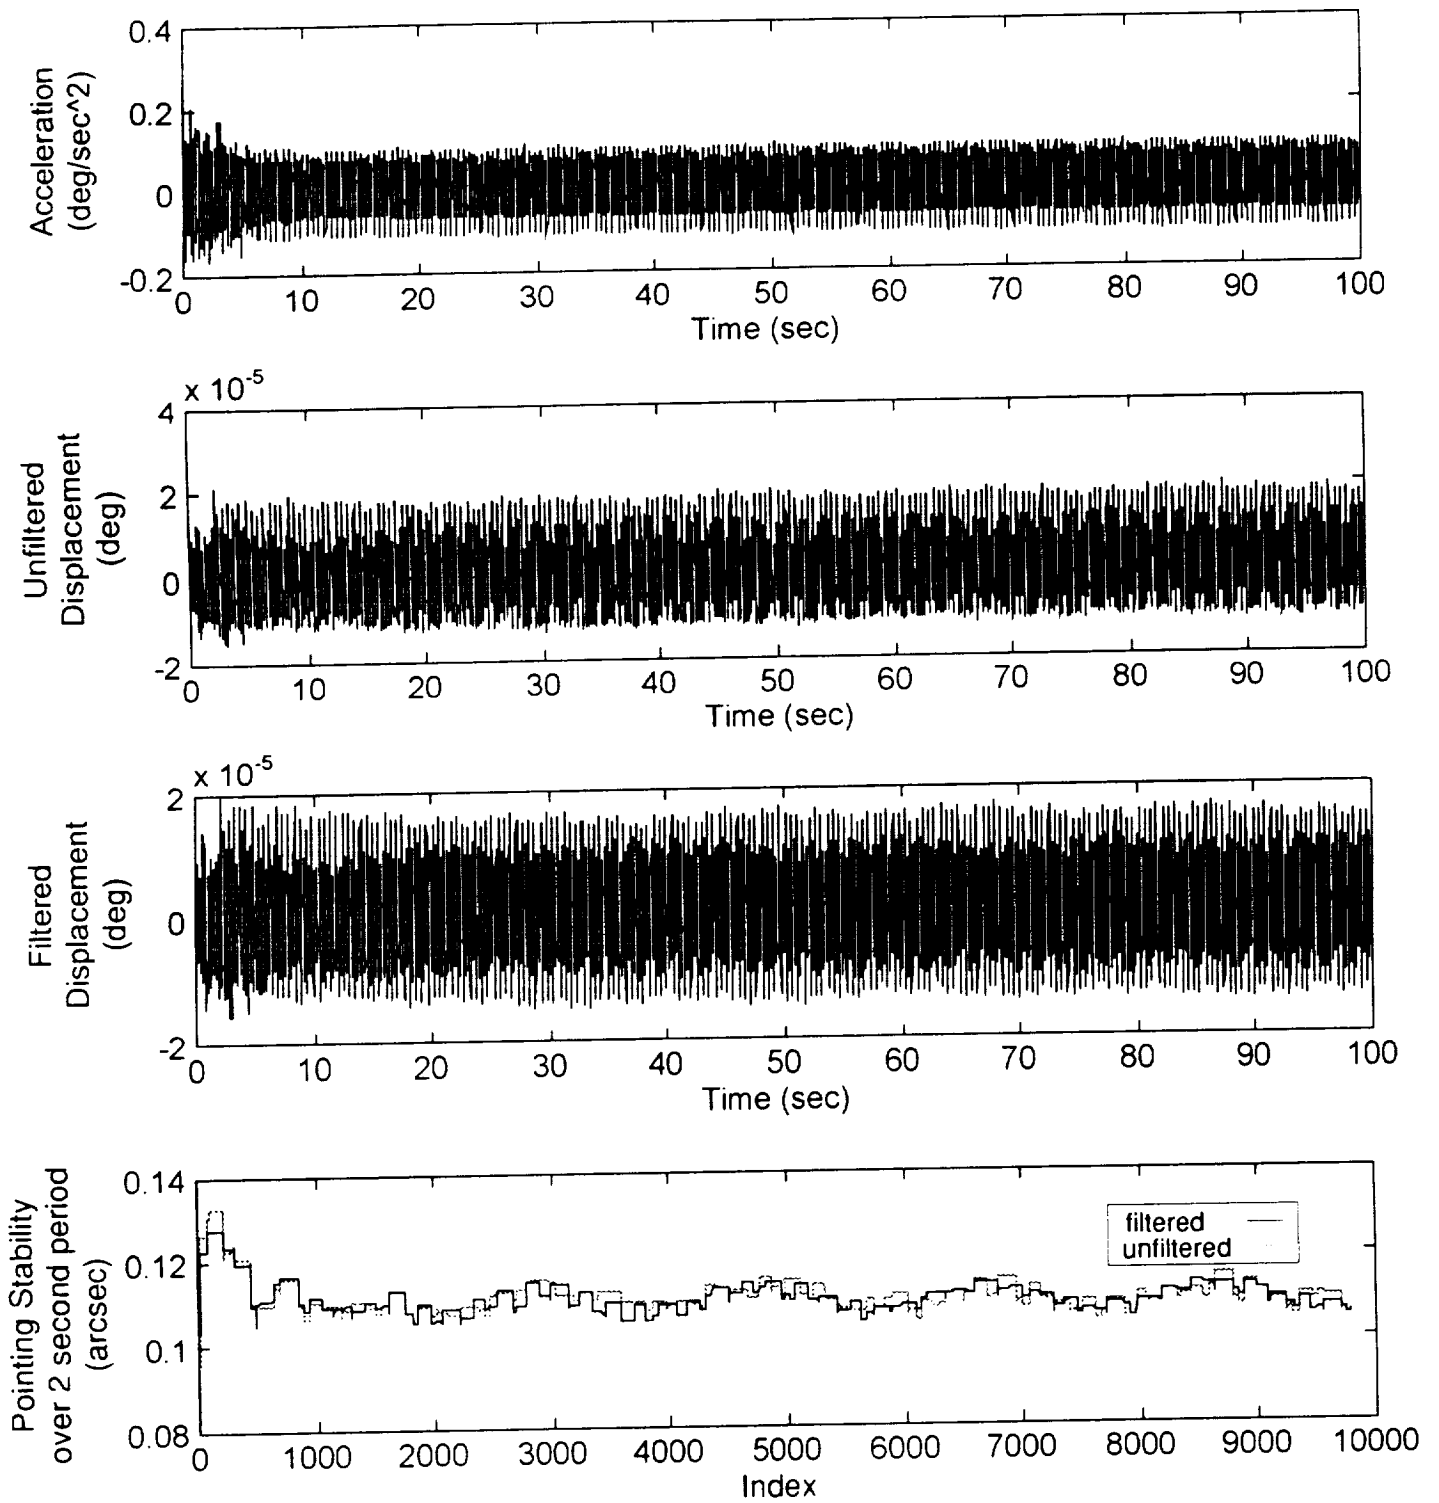 0.4
0.2
0
-0.2
Acceleration
(deg/sec^2)
0 10 20 30 40 50 60 70 80 90 100
Time (sec)
x 10-5
4
2
0
-2
Unfiltered
Displacement
(deg)
0 10 20 30 40 50 60 70 80 90 100
Time (sec)
x 10-5
2
0
-2
Filtered
Displacement
(deg)
0 10 20 30 40 50 60 70 80 90 100
Time (sec)
0.14
0.12
0.1
0.08
Pointing Stability
over 2 second period
(arcsec)
filtered
unfiltered
0 1000 2000 3000 4000 5000 6000 7000 8000 9000 10000
Index